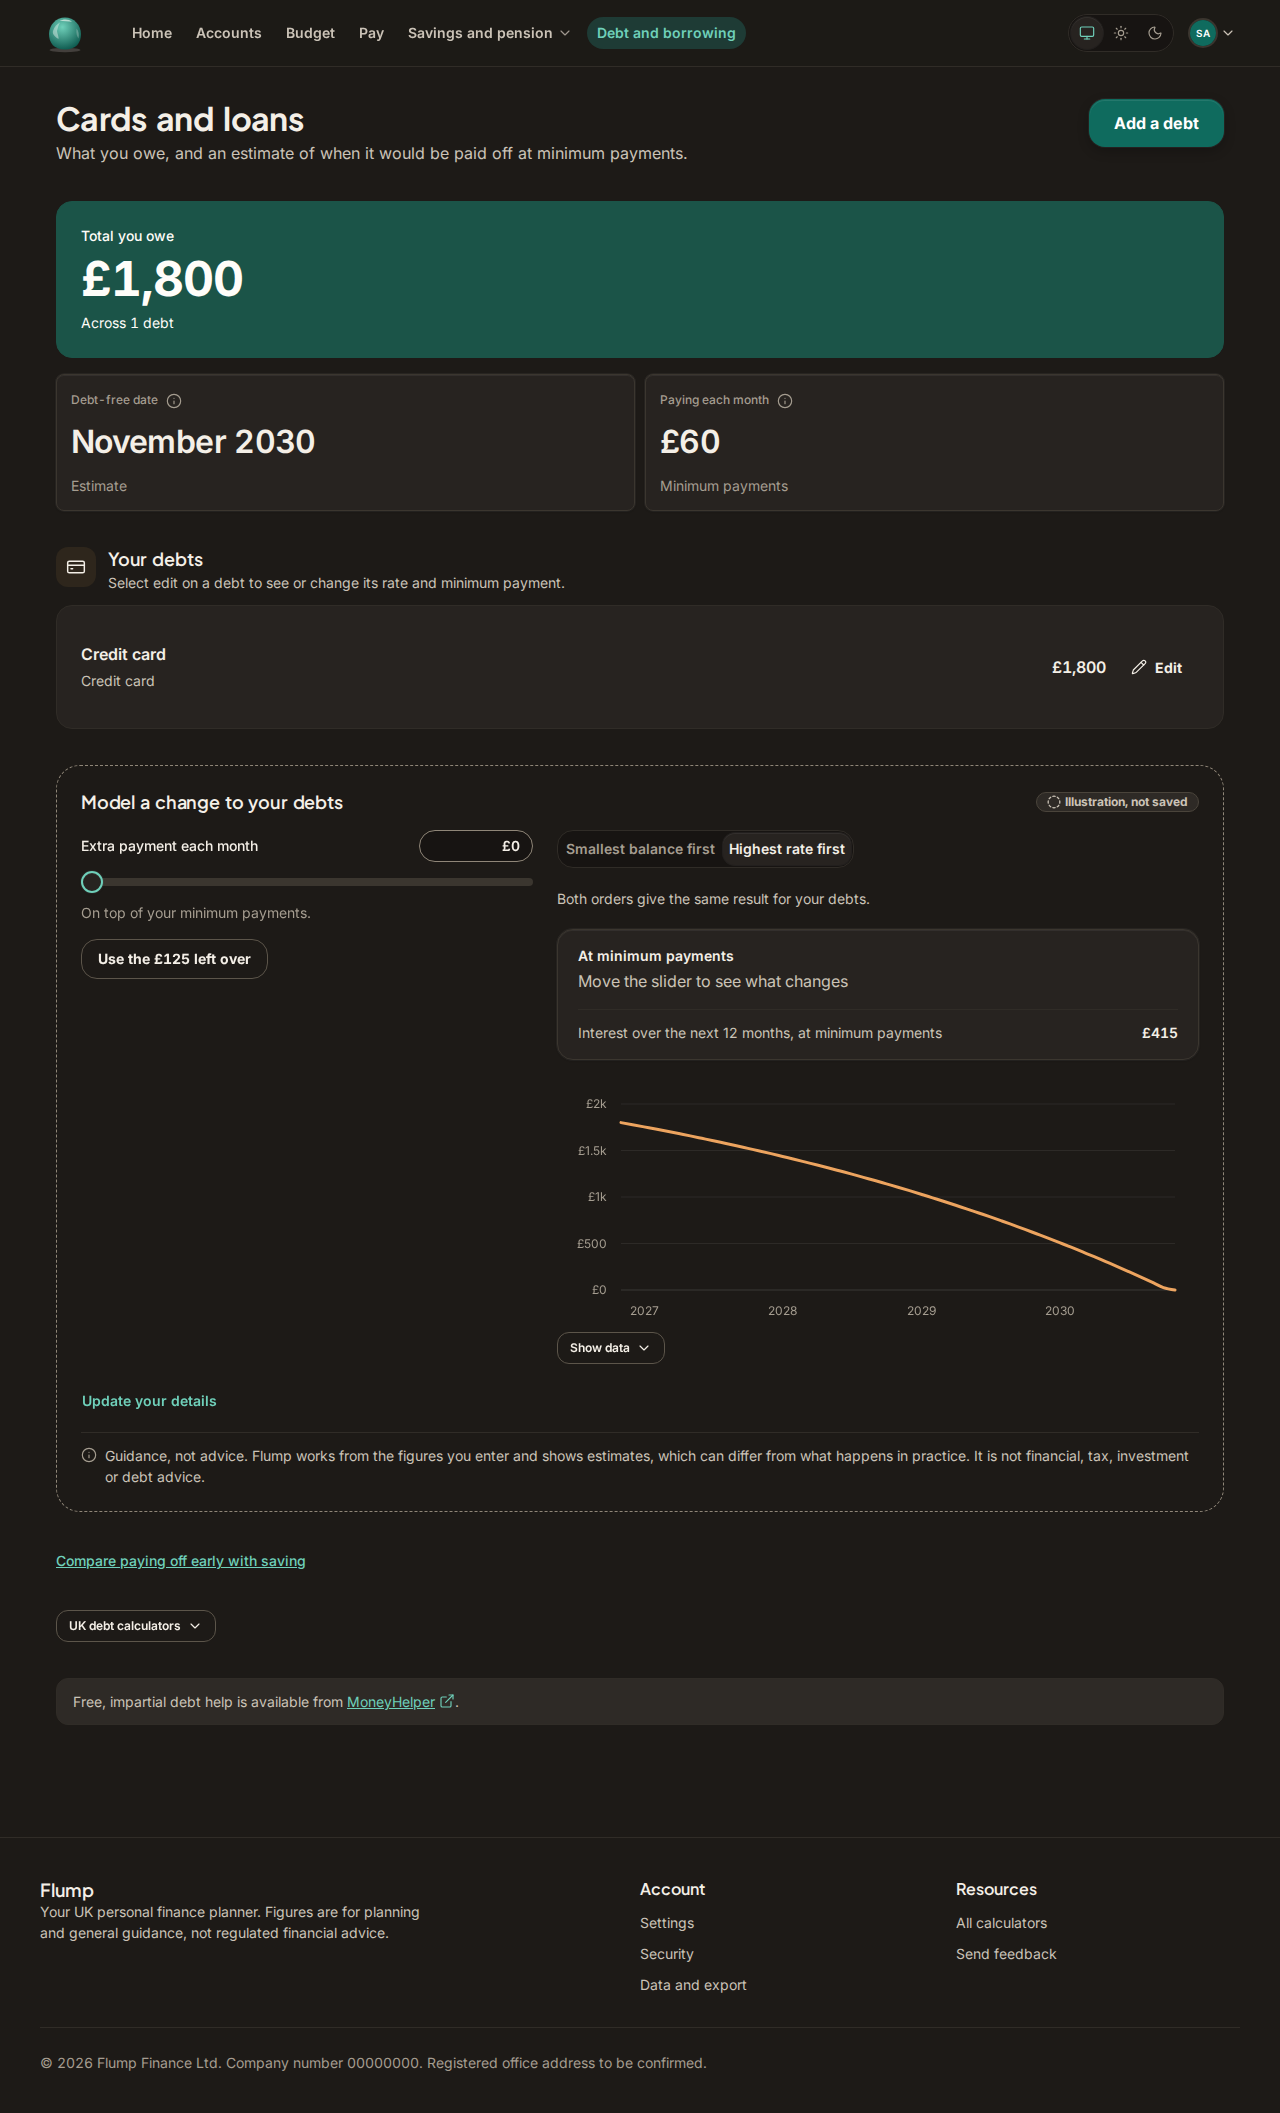 Home Accounts Budget Pay Savings and pension Debt and borrowing SA
Cards and loans
Add a debt
What you owe, and an estimate of when it would be paid off at minimum payments.
Total you owe
£1,800
Across 1 debt
Debt-free date
November 2030
Estimate
Paying each month
£60
Minimum payments
Your debts
Select edit on a debt to see or change its rate and minimum payment.
Credit card
Credit card
£1,800 Edit
Model a change to your debts
Illustration, not saved
Extra payment each month £0
On top of your minimum payments.
Use the £125 left over
Smallest balance first Highest rate first
Both orders give the same result for your debts.
At minimum payments
Move the slider to see what changes
Interest over the next 12 months, at minimum payments £415
£2k
£1.5k
£1k
£500
£0
2027 2028 2029 2030
Show data
Update your details
Guidance, not advice. Flump works from the figures you enter and shows estimates, which can differ from what happens in practice. It is not financial, tax, investment
or debt advice.
Compare paying off early with saving
UK debt calculators
Free, impartial debt help is available from MoneyHelper.
Flump
Your UK personal finance planner. Figures are for planning
and general guidance, not regulated financial advice.
Account
Settings
Security
Data and export
Resources
All calculators
Send feedback
© 2026 Flump Finance Ltd. Company number 00000000. Registered office address to be confirmed.